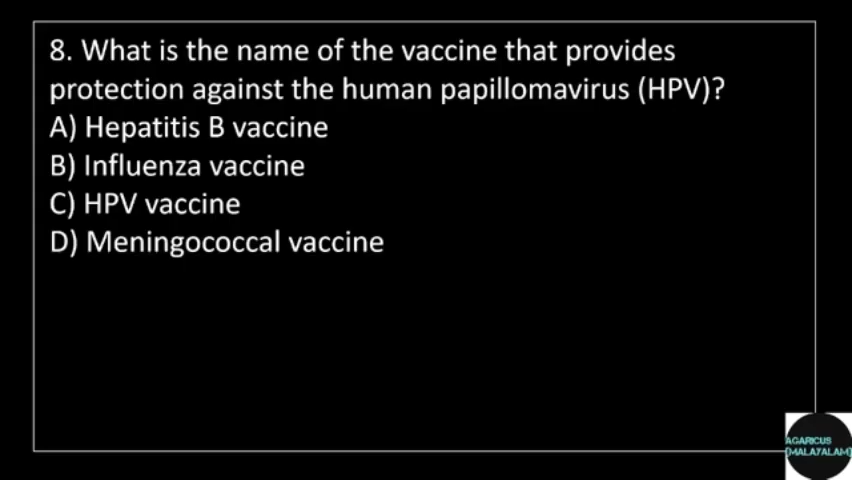 8. What is the name of the vaccine that provides
protection against the human papillomavirus (HPV)?
A) Hepatitis B vaccine
B) Influenza vaccine
C) HPV vaccine
D) Meningococcal vaccine
AGARICUS
(MALAYALAM)